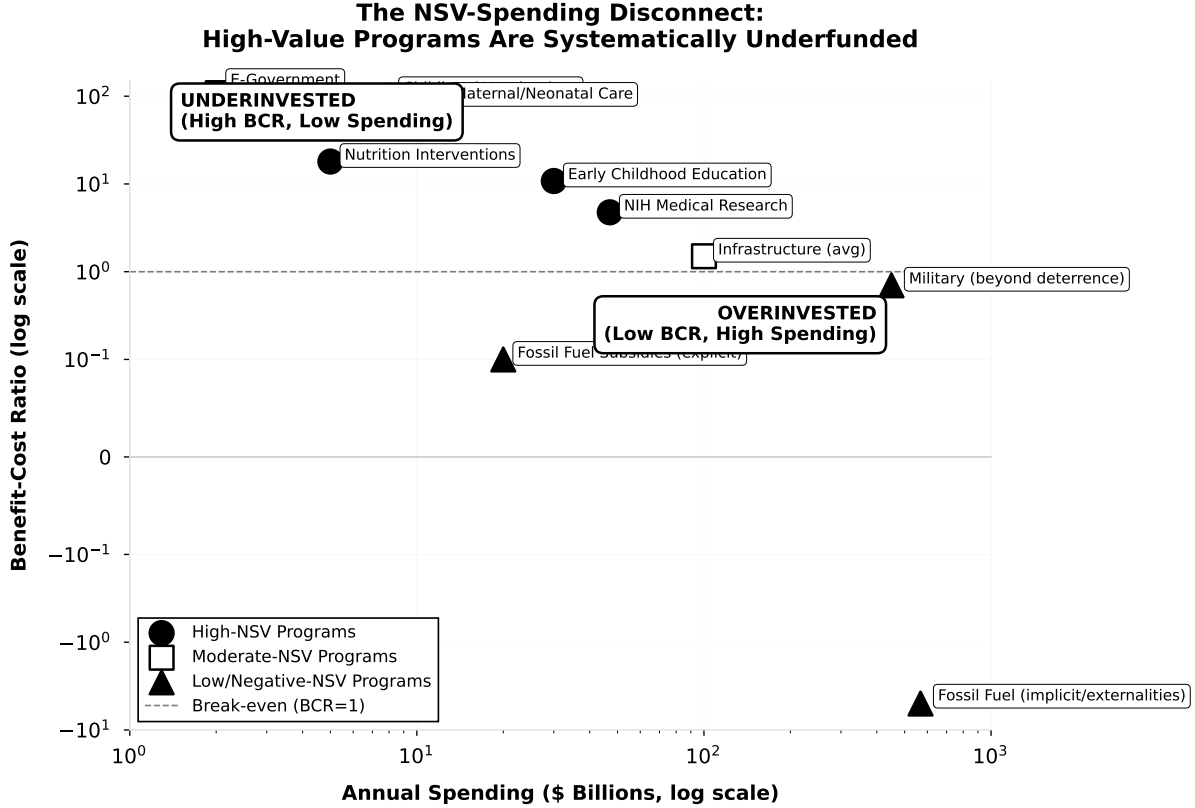 The NSV-Spending Disconnect:
High-Value Programs Are Systematically Underfunded
E-Government
Maternal/Neonatal Care
UNDERINVESTED
(High BCR, Low Spending)
Nutrition Interventions
Early Childhood Education
NIH Medical Research
Infrastructure (avg)
Military (beyond deterrence)
OVERINVESTED
(Low BCR, High Spending)
Fossil Fuel Subsidies (explicit)
Fossil Fuel (implicit/externalities)
Benefit-Cost Ratio (log scale)
10²
10¹
10⁰
10⁻¹
0
−10⁻¹
−10⁰
−10¹
High-NSV Programs
Moderate-NSV Programs
Low/Negative-NSV Programs
Break-even (BCR=1)
10⁰
10¹
10²
10³
Annual Spending ($ Billions, log scale)